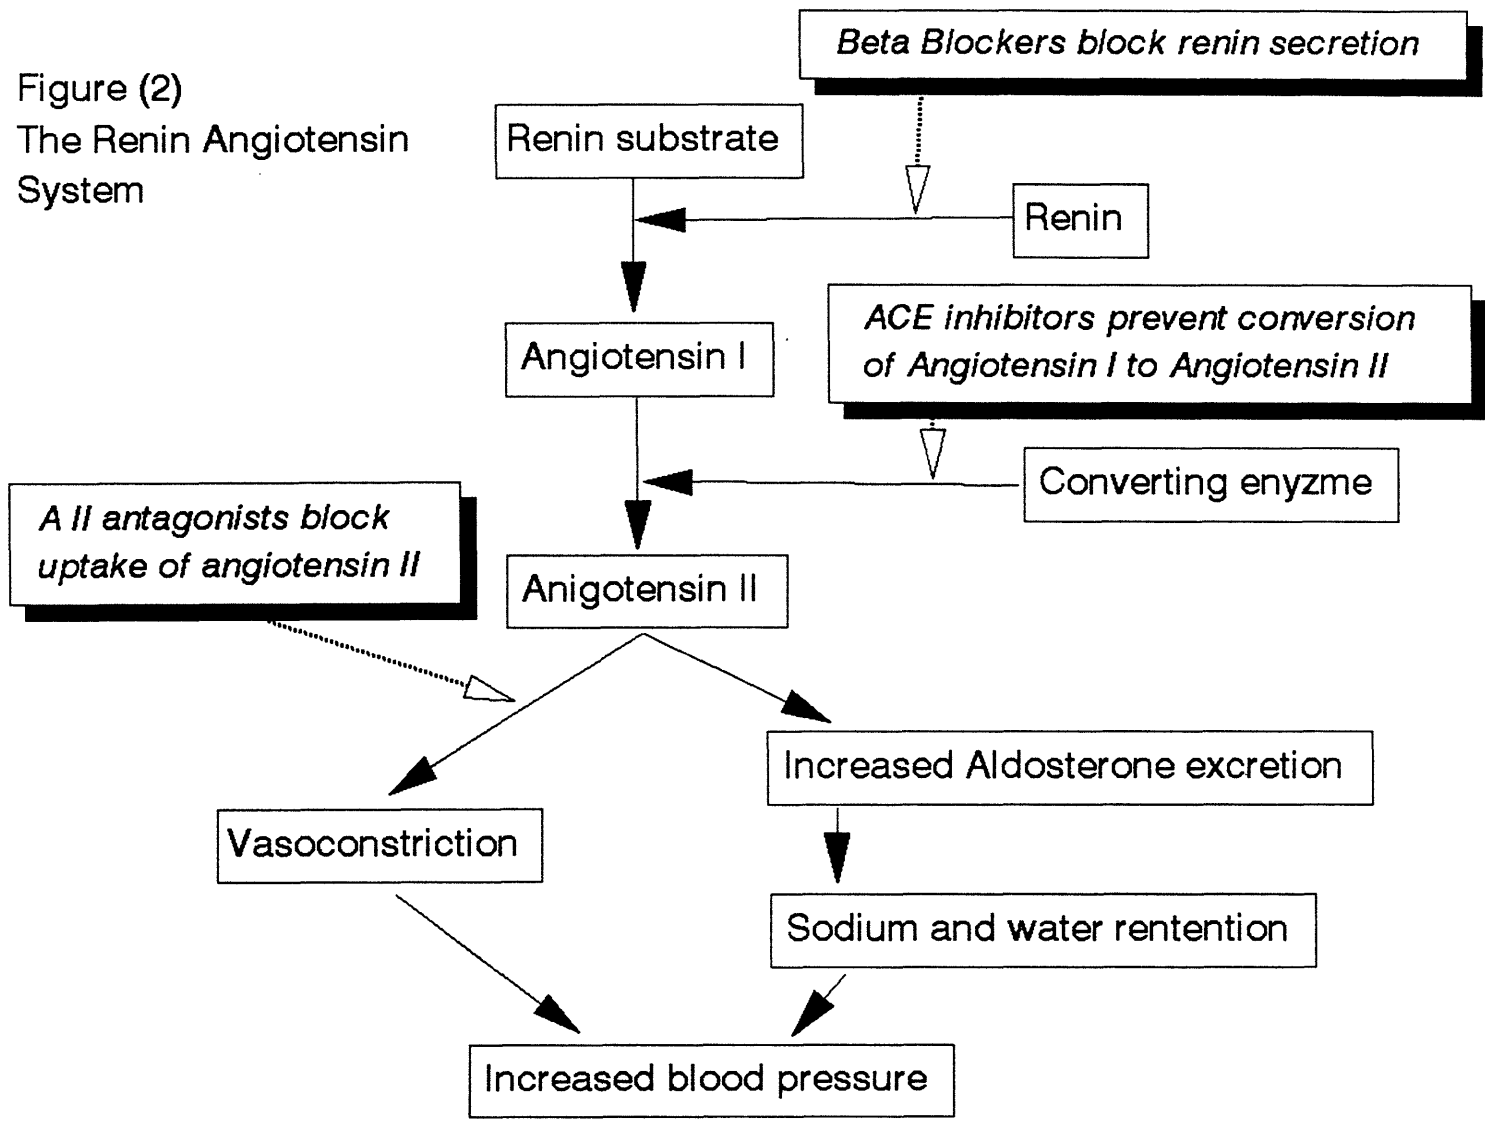 Beta Blockers block renin secretion
Figure (2)
The Renin Angiotensin
System
Renin substrate
Renin
ACE inhibitors prevent conversion
of Angiotensin I to Angiotensin II
Angiotensin I
Converting enyzme
A II antagonists block
uptake of angiotensin II
Anigotensin II
Increased Aldosterone excretion
Vasoconstriction
Sodium and water rentention
Increased blood pressure